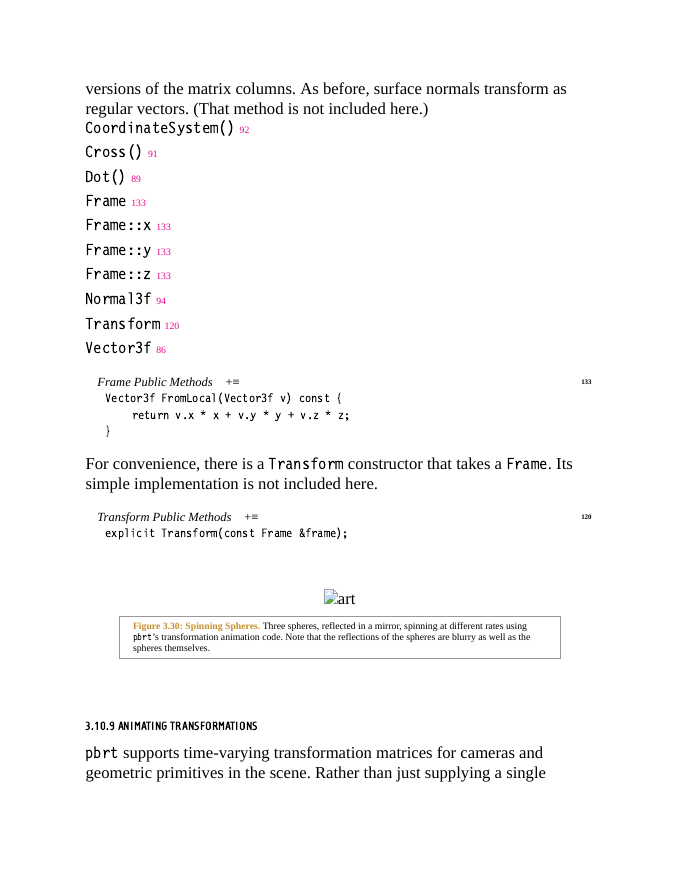 versions of the matrix columns. As before, surface normals transform as
regular vectors. (That method is not included here.)
CoordinateSystem() 92
Cross() 91
Dot() 89
Frame 133
Frame::x 133
Frame::y 133
Frame::z 133
Normal3f 94
Transform 120
Vector3f 86
Frame Public Methods +≡ 133
Vector3f FromLocal(Vector3f v) const {
return v.x * x + v.y * y + v.z * z;
}
For convenience, there is a Transform constructor that takes a Frame. Its
simple implementation is not included here.
Transform Public Methods +≡ 120
explicit Transform(const Frame &frame);
art
Figure 3.30: Spinning Spheres. Three spheres, reflected in a mirror, spinning at different rates using
pbrt's transformation animation code. Note that the reflections of the spheres are blurry as well as the
spheres themselves.
3.10.9 ANIMATING TRANSFORMATIONS
pbrt supports time-varying transformation matrices for cameras and
geometric primitives in the scene. Rather than just supplying a single